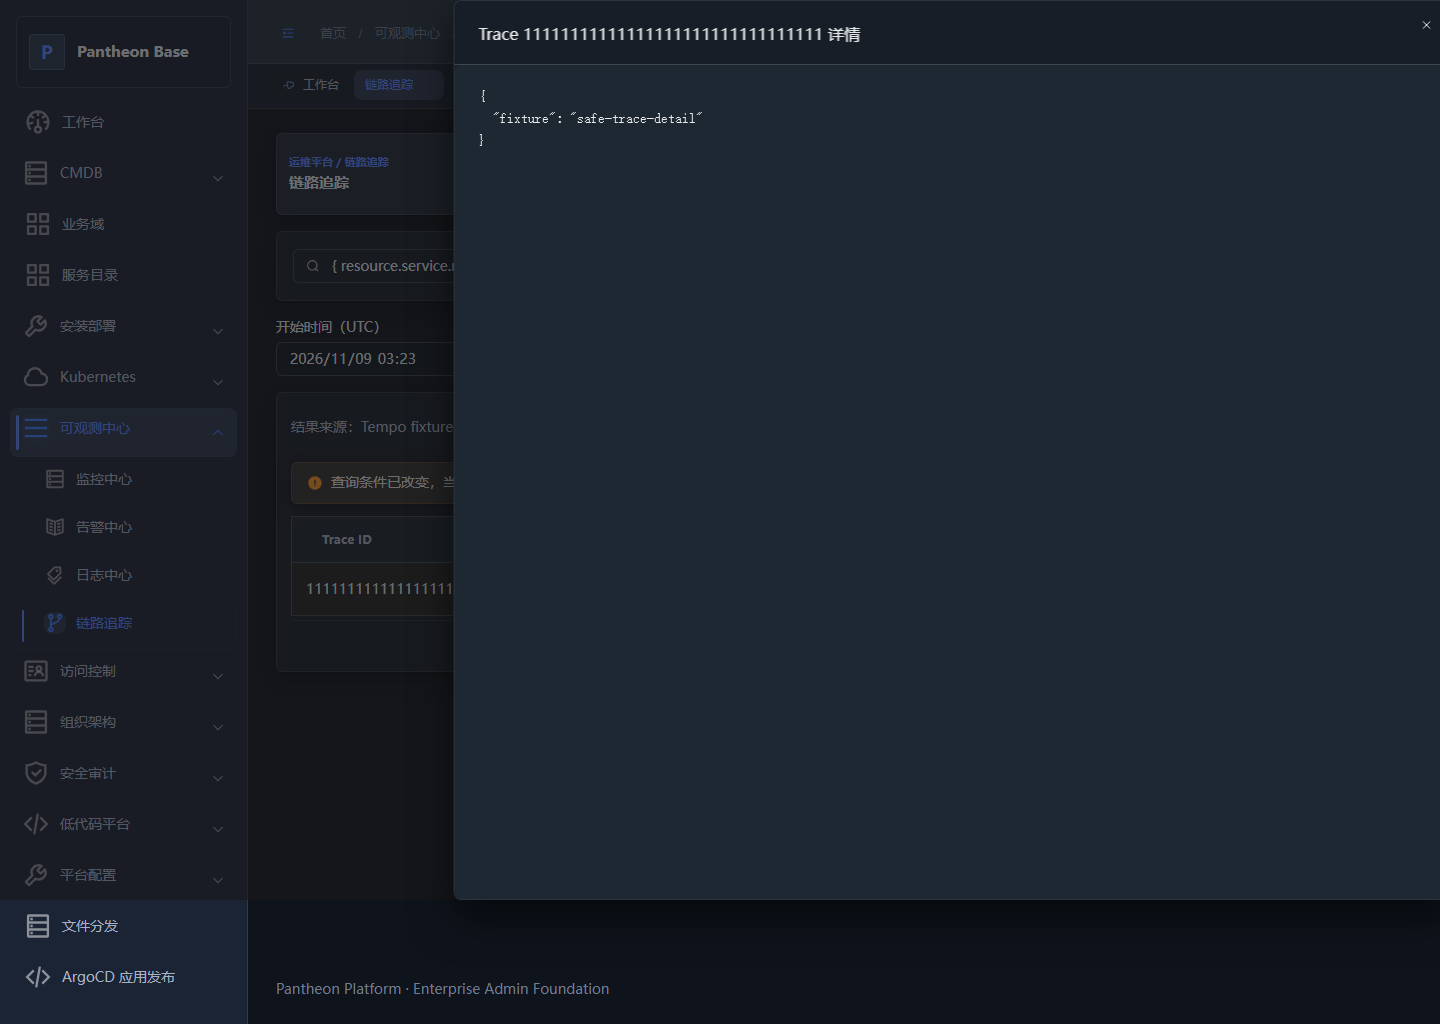 P
Pantheon Base
工作台
CMDB
业务域
服务目录
安装部署
Kubernetes
可观测中心
监控中心
告警中心
日志中心
链路追踪
访问控制
组织架构
安全审计
低代码平台
平台配置
文件分发
ArgoCD 应用发布
首页 / 可观测中心
工作台
链路追踪
运维平台 / 链路追踪
链路追踪
{ resource.service.
开始时间（UTC）
2026/11/09 03:23
结果来源：Tempo fixture
查询条件已改变，当
Trace ID
111111111111111111
Trace 11111111111111111111111111111111 详情
{
"fixture": "safe-trace-detail"
}
Pantheon Platform · Enterprise Admin Foundation